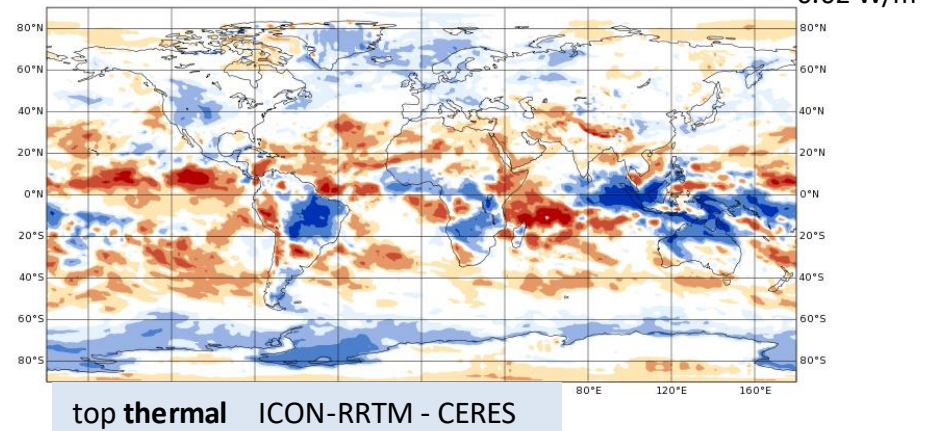 80°N 80°N
60°N 60°N
40°N 40°N
20°N 20°N
0°N 0°N
20°S 20°S
40°S 40°S
60°S 60°S
80°S 80°S
80°E 120°E 160°E
top thermal ICON-RRTM - CERES